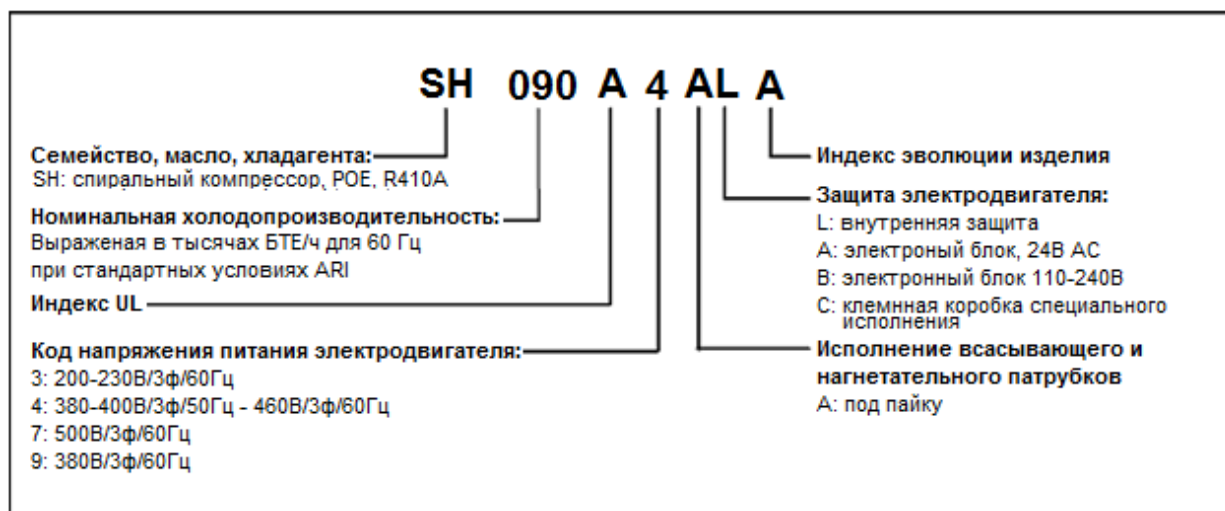 SH 090 A 4 AL A
Семейство, масло, хладагента:
SH: спиральный компрессор, POE, R410A
Номинальная холодопроизводительность:
Выраженая в тысячах БТЕ/ч для 60 Гц
при стандартных условиях ARI
Индекс UL
Код напряжения питания электродвигателя:
3: 200-230В/3ф/60Гц
4: 380-400В/3ф/50Гц - 460В/3ф/60Гц
7: 500В/3ф/60Гц
9: 380В/3ф/60Гц
Индекс эволюции изделия
Защита электродвигателя:
L: внутренняя защита
A: электроный блок, 24В AC
B: электронный блок 110-240В
C: клемнная коробка специального
исполнения
Исполнение всасывающего и
нагнетательного патрубков
A: под пайку